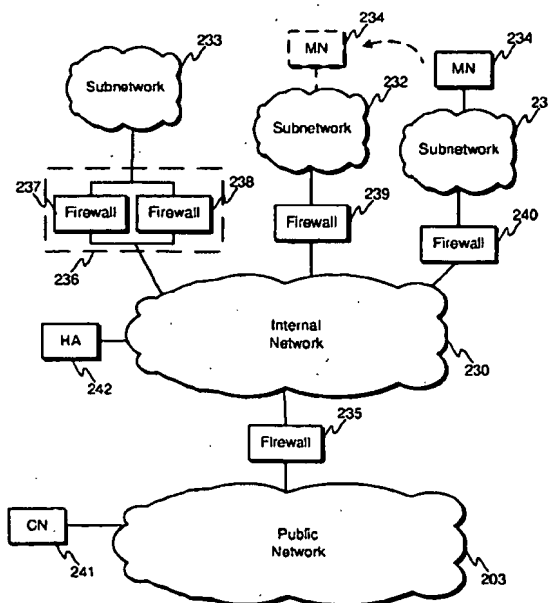 234
233
MN
234
MN
Subnetwork
232
23
Subnetwork
Subnetwork
237
238
239
Firewall
Firewall
Firewall
240
Firewall
236
Internal
Network
HA
242
230
235
Firewall
CN
241
Public
Network
203